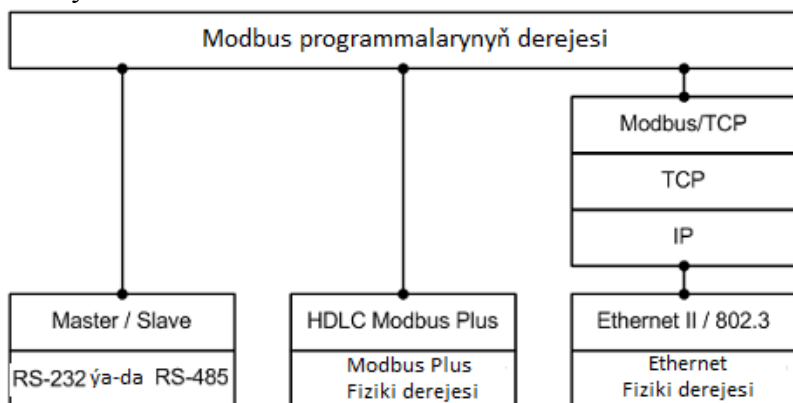 Modbus programmalarynyň derejesi
Modbus/TCP
TCP
IP
Master / Slave
RS-232 ýa-da RS-485
HDLC Modbus Plus
Modbus Plus
Fiziki derejesi
Ethernet II / 802.3
Ethernet
Fiziki derejesi